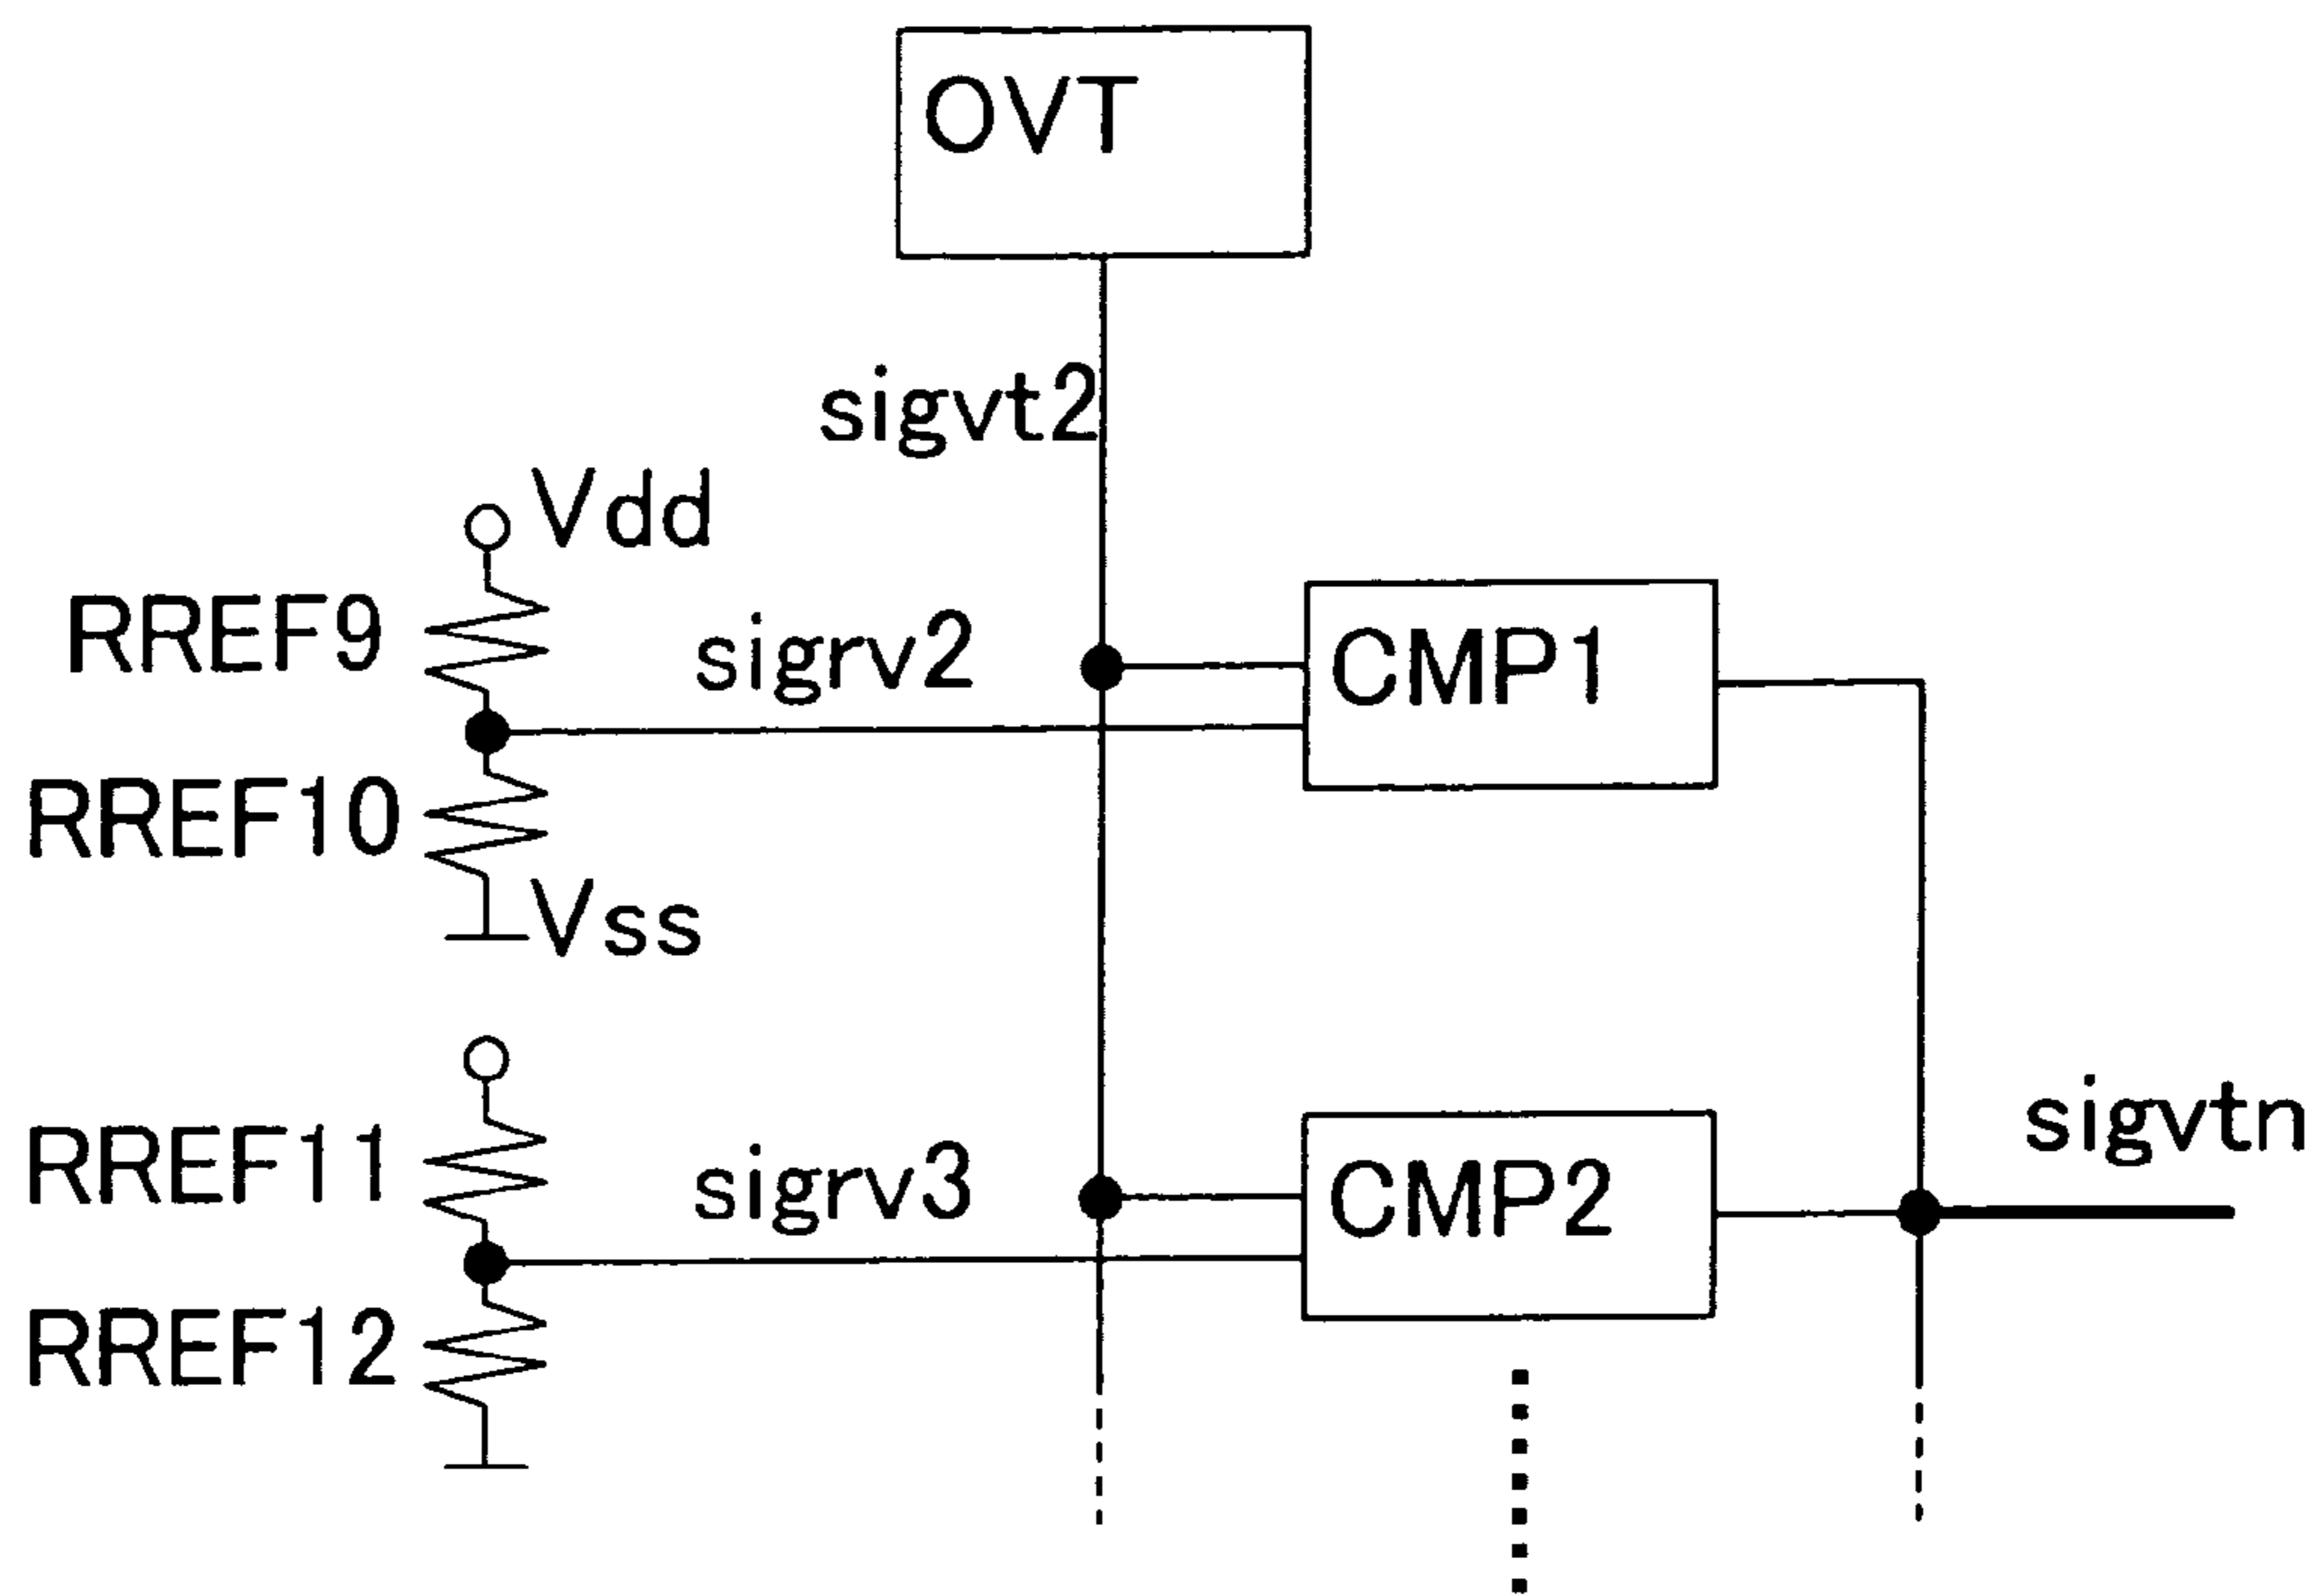 OVT
sigvt2
Vdd
RREF9
sigrv2
CMP1
RREF10
Vss
sigvtn
RREF11
sigrv3
CMP2
RREF12